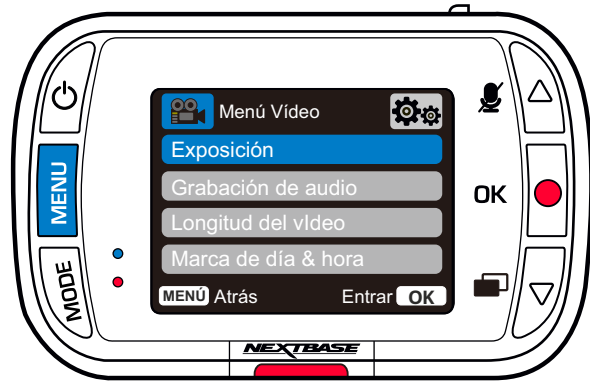 Menú Vídeo
Exposición
Grabación de audio
Longitud del vIdeo
Marca de día & hora
MENÚ Atrás Entrar OK
MENU
MODE
OK
NEXTBASE